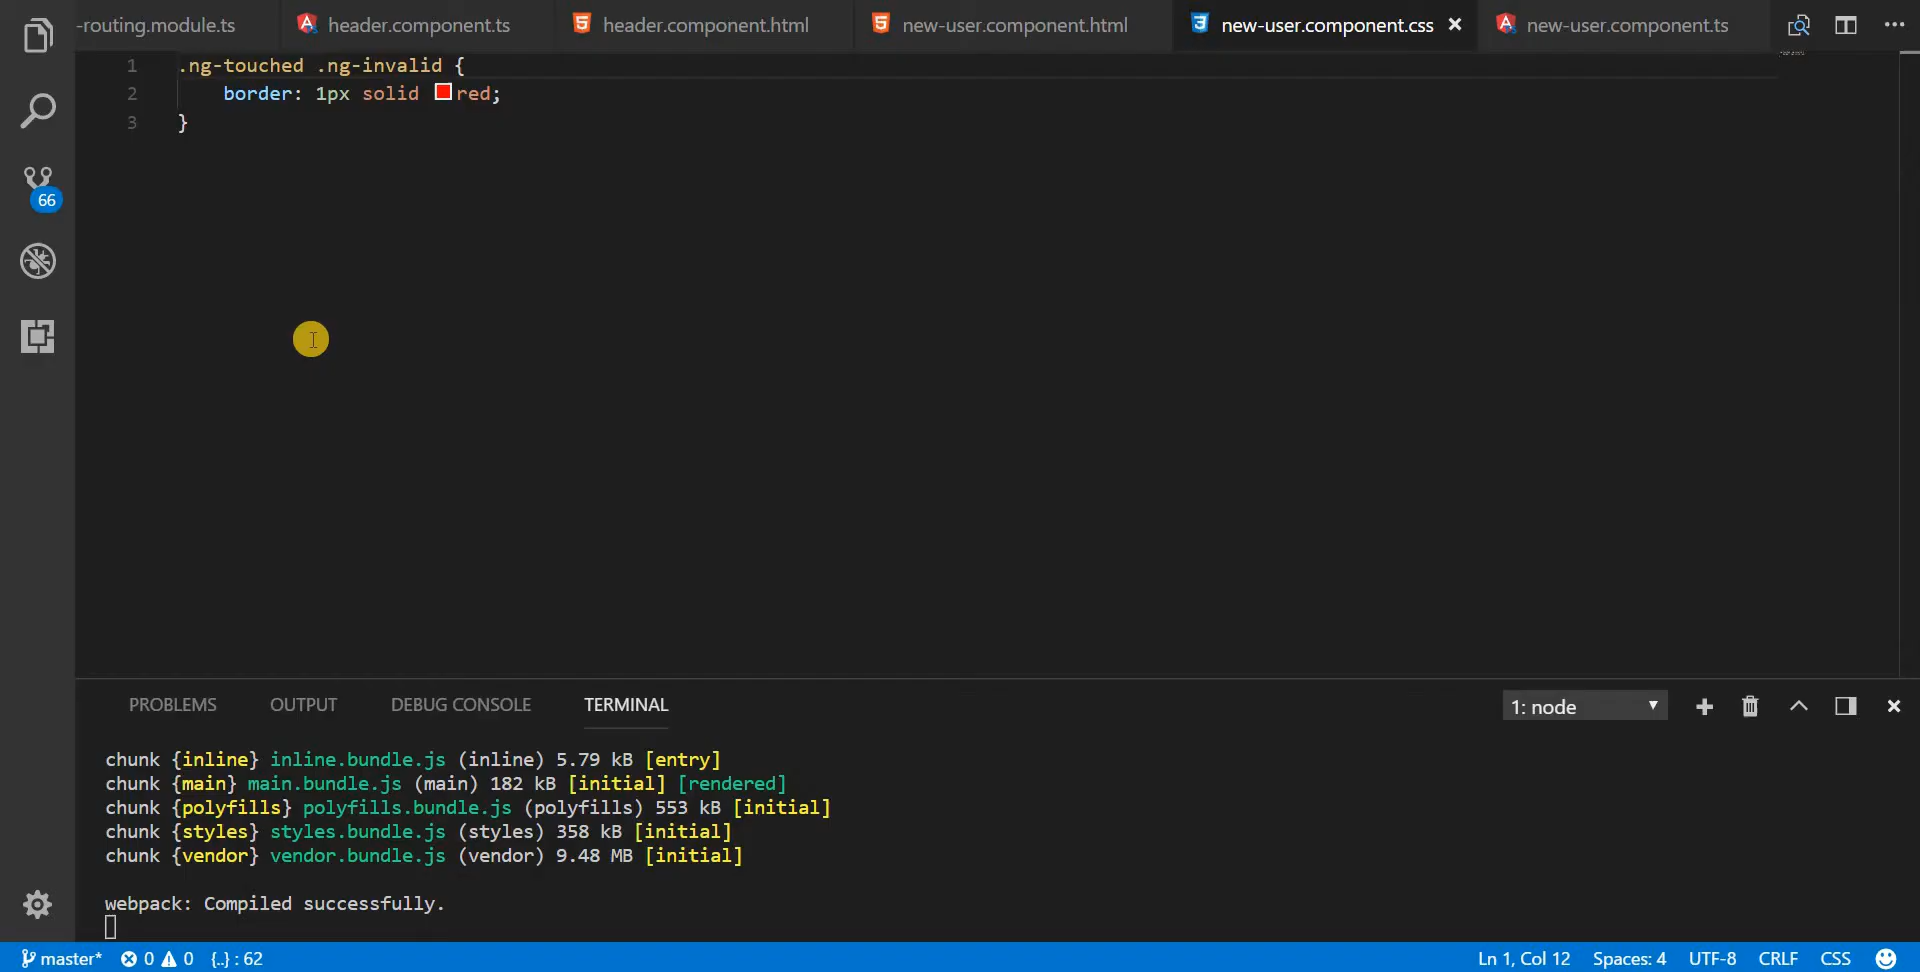 -routing.module.ts
header.component.ts
header.component.html
new-user.component.html
new-user.component.css
new-user.component.ts
1 .ng-touched .ng-invalid {
2 border: 1px solid red;
3 }
66
PROBLEMS OUTPUT DEBUG CONSOLE TERMINAL
1: node
chunk {inline} inline.bundle.js (inline) 5.79 kB [entry]
chunk {main} main.bundle.js (main) 182 kB [initial] [rendered]
chunk {polyfills} polyfills.bundle.js (polyfills) 553 kB [initial]
chunk {styles} styles.bundle.js (styles) 358 kB [initial]
chunk {vendor} vendor.bundle.js (vendor) 9.48 MB [initial]
webpack: Compiled successfully.
master* 0 0 {..} : 62 Ln 1, Col 12 Spaces: 4 UTF-8 CRLF CSS